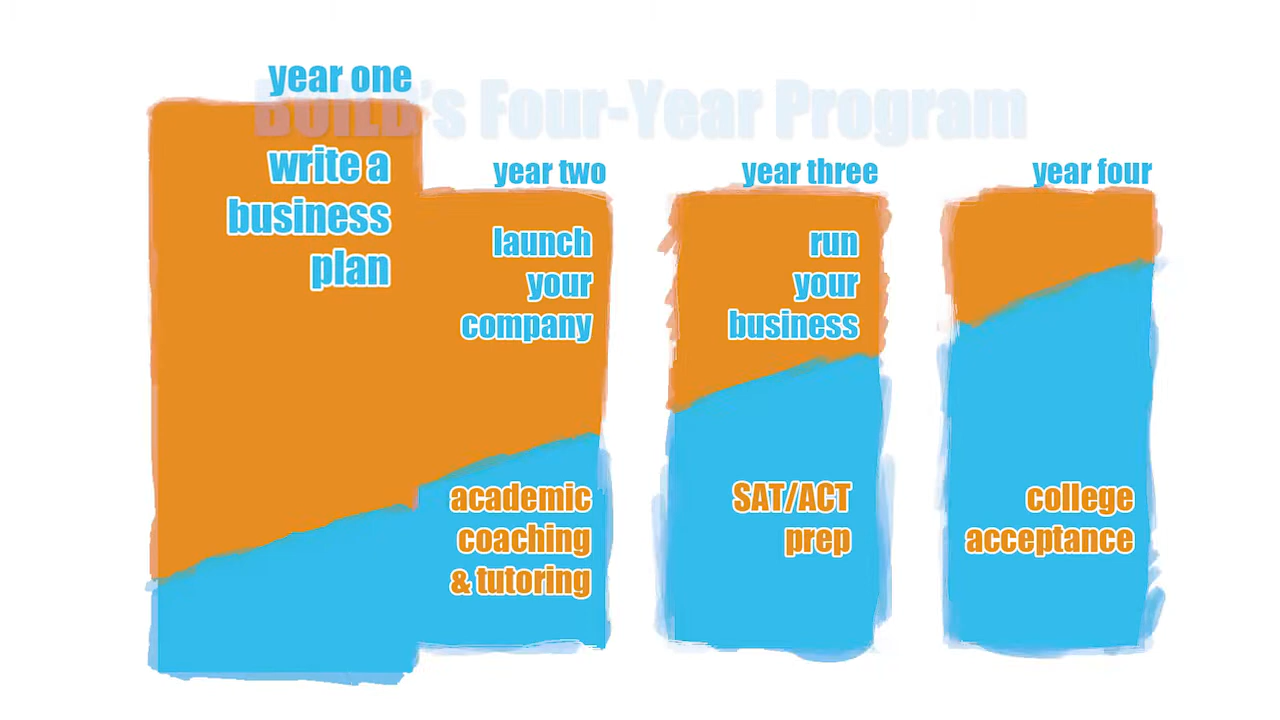 BUILD's Four-Year Program
year one
write a
business
plan
year two
launch
your
company
academic
coaching
& tutoring
year three
run
your
business
SAT/ACT
prep
year four
college
acceptance